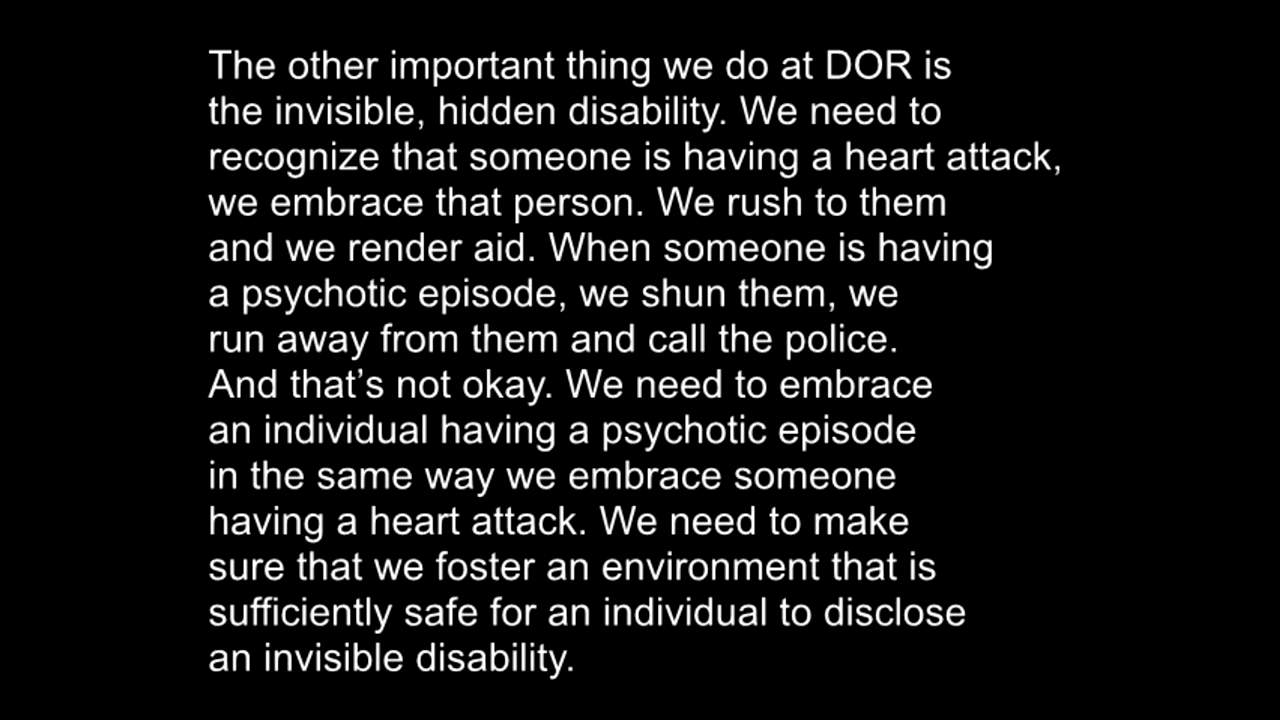 The other important thing we do at DOR is
the invisible, hidden disability. We need to
recognize that someone is having a heart attack,
we embrace that person. We rush to them
and we render aid. When someone is having
a psychotic episode, we shun them, we
run away from them and call the police.
And that’s not okay. We need to embrace
an individual having a psychotic episode
in the same way we embrace someone
having a heart attack. We need to make
sure that we foster an environment that is
sufficiently safe for an individual to disclose
an invisible disability.